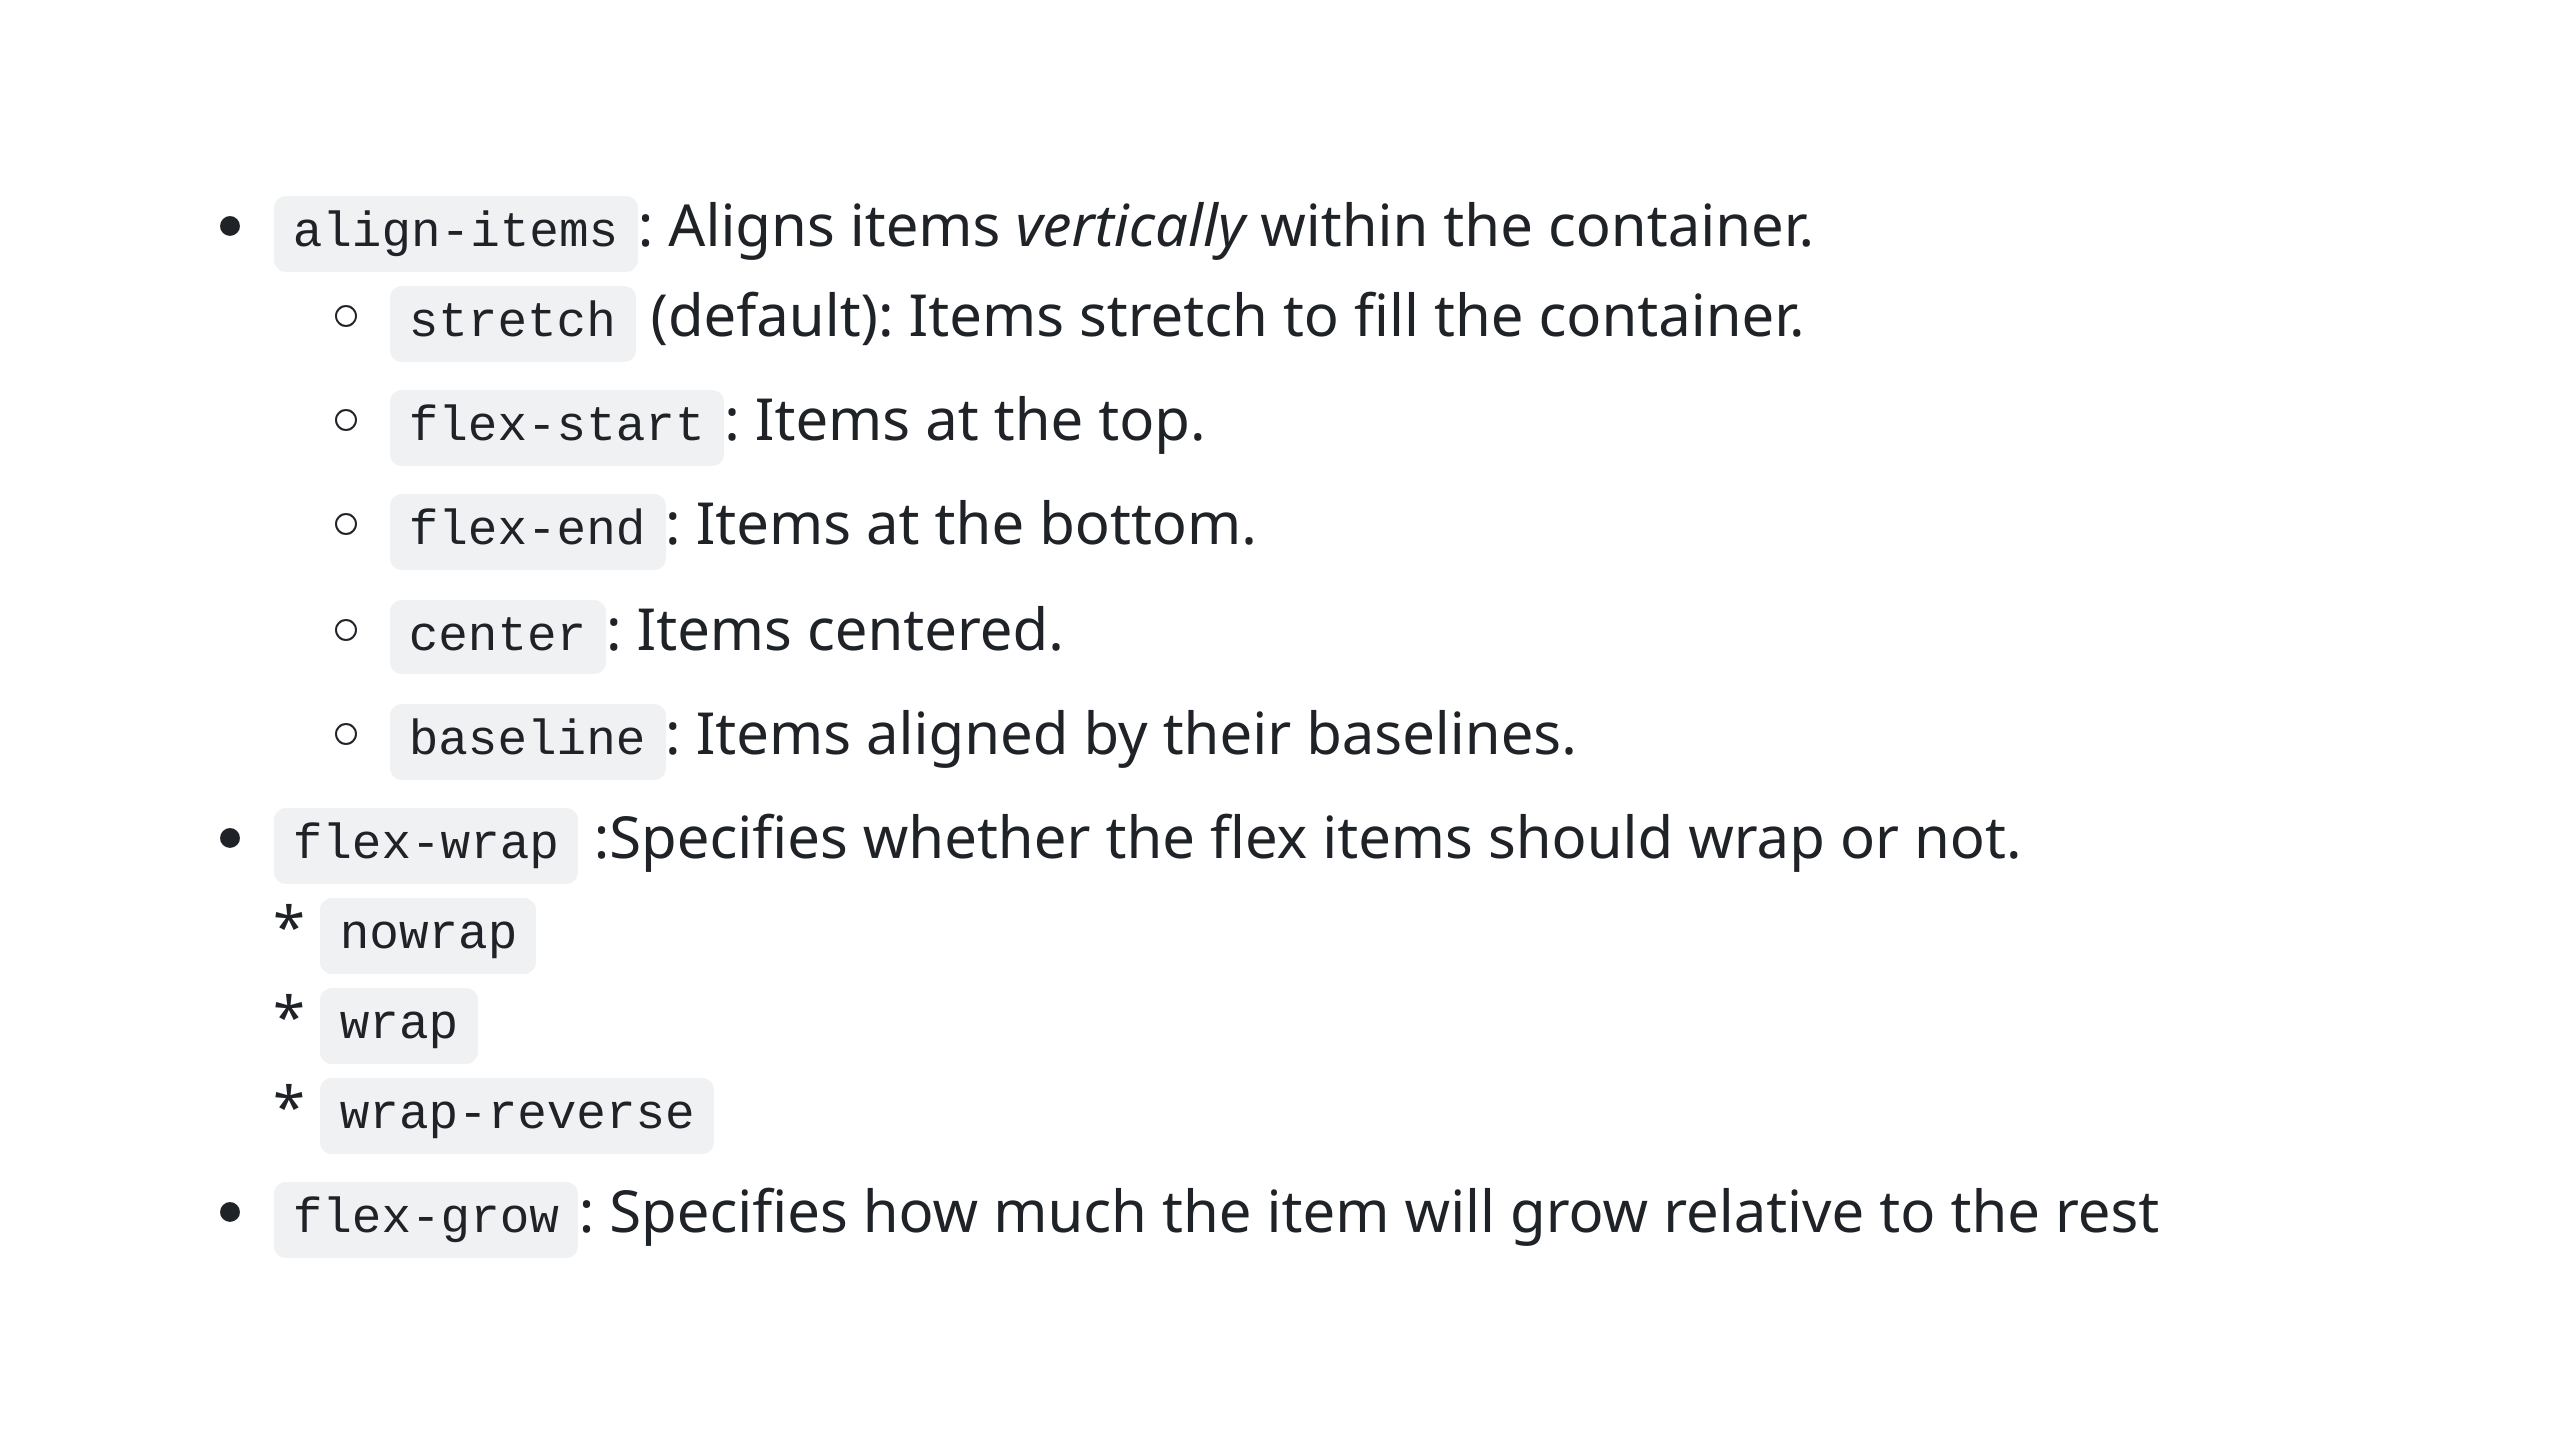 • align-items: Aligns items vertically within the container.
○ stretch (default): Items stretch to fill the container.
○ flex-start: Items at the top.
○ flex-end: Items at the bottom.
○ center: Items centered.
○ baseline: Items aligned by their baselines.
• flex-wrap :Specifies whether the flex items should wrap or not.
* nowrap
* wrap
* wrap-reverse
• flex-grow: Specifies how much the item will grow relative to the rest